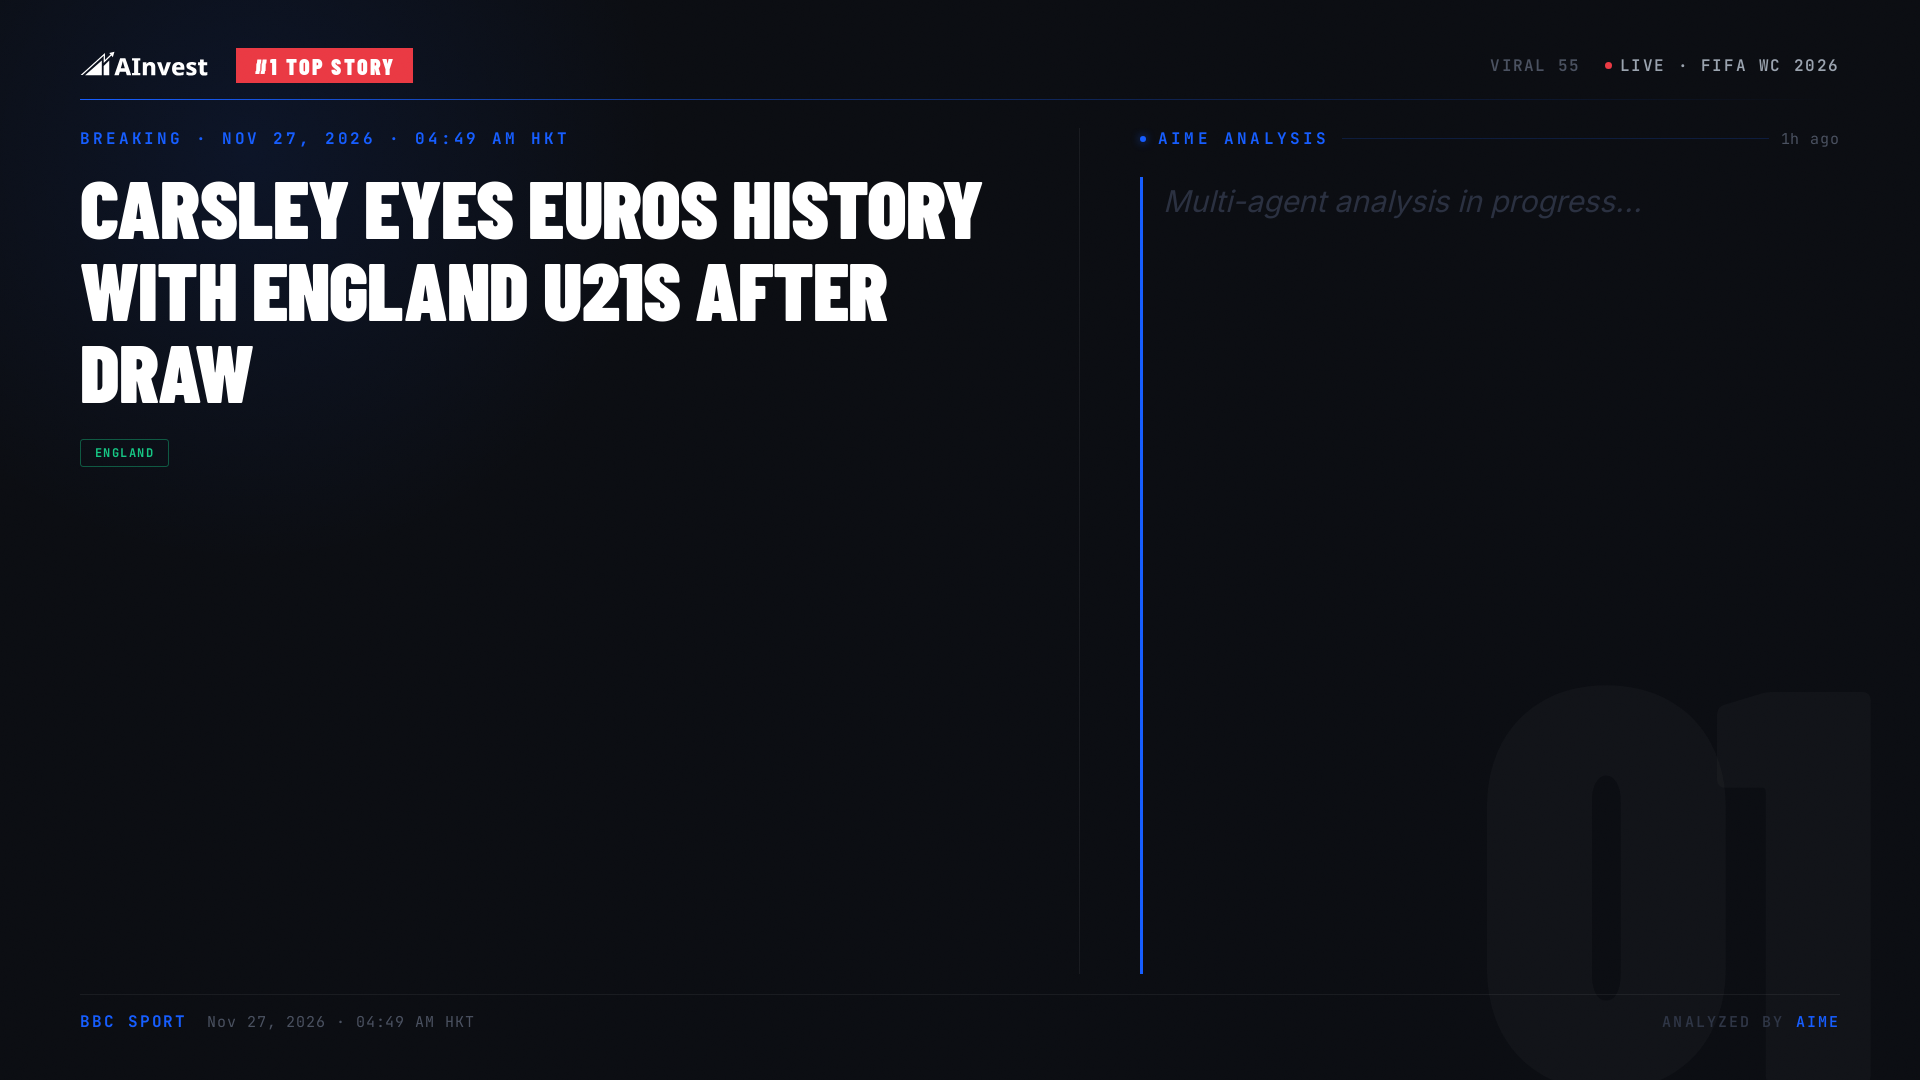 AInvest
#1 TOP STORY
VIRAL 55
LIVE · FIFA WC 2026
BREAKING · NOV 27, 2026 · 04:49 AM HKT
CARSLEY EYES EUROS HISTORY
WITH ENGLAND U21S AFTER
DRAW
ENGLAND
AIME ANALYSIS
1h ago
Multi-agent analysis in progress...
01
BBC SPORT
Nov 27, 2026 · 04:49 AM HKT
ANALYZED BY AIME